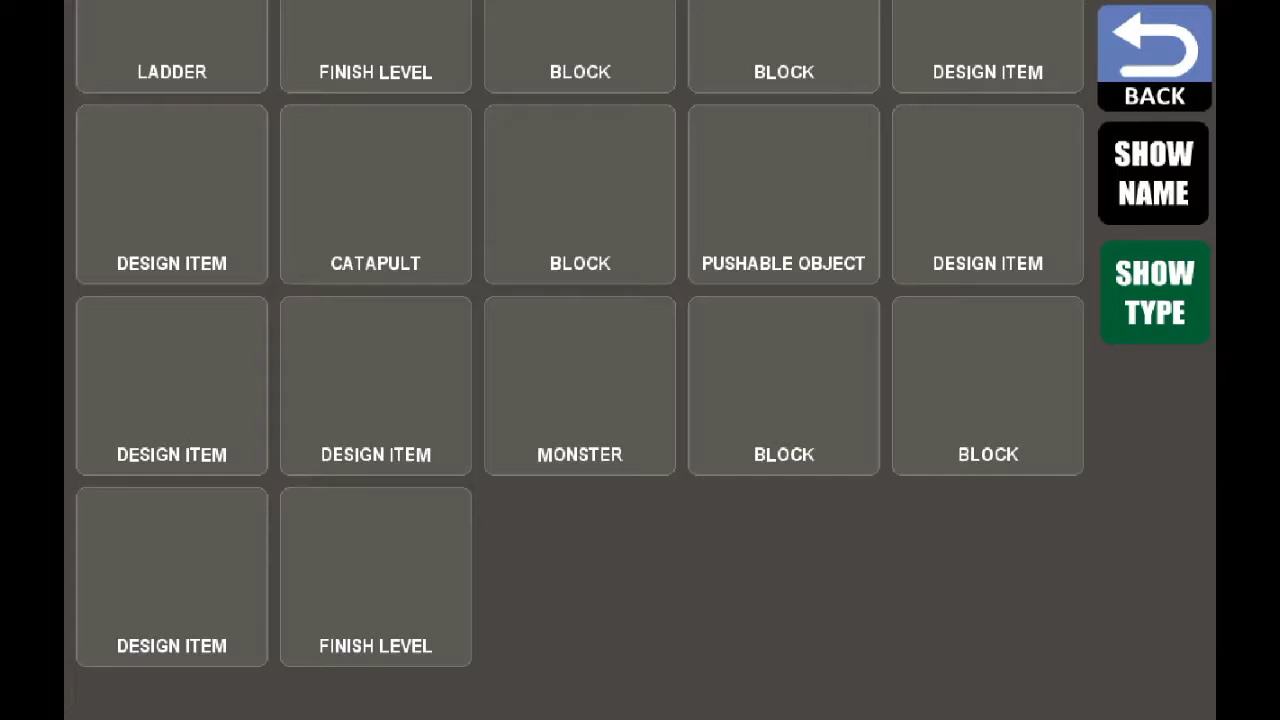 LADDER
FINISH LEVEL
BLOCK
BLOCK
DESIGN ITEM
DESIGN ITEM
CATAPULT
BLOCK
PUSHABLE OBJECT
DESIGN ITEM
DESIGN ITEM
DESIGN ITEM
MONSTER
BLOCK
BLOCK
DESIGN ITEM
FINISH LEVEL
BACK
SHOW
NAME
SHOW
TYPE